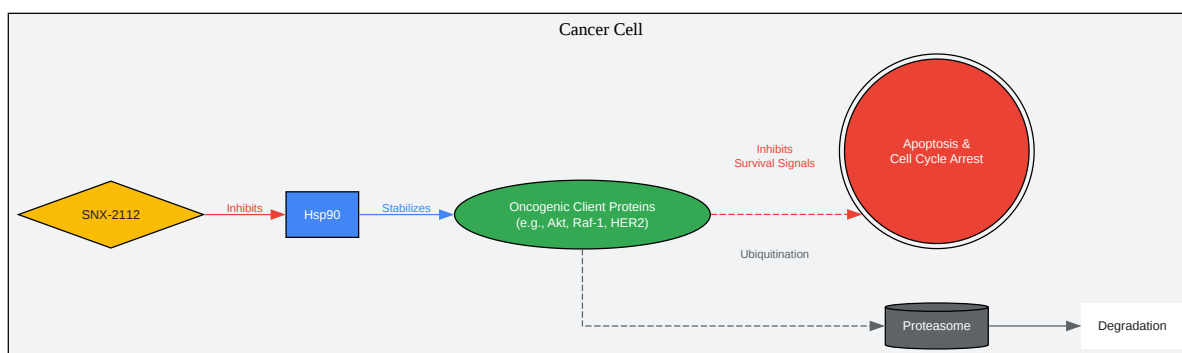 Cancer Cell
SNX-2112
Inhibits
Hsp90
Stabilizes
Oncogenic Client Proteins
(e.g., Akt, Raf-1, HER2)
Inhibits
Survival Signals
Apoptosis &
Cell Cycle Arrest
Ubiquitination
Proteasome
Degradation